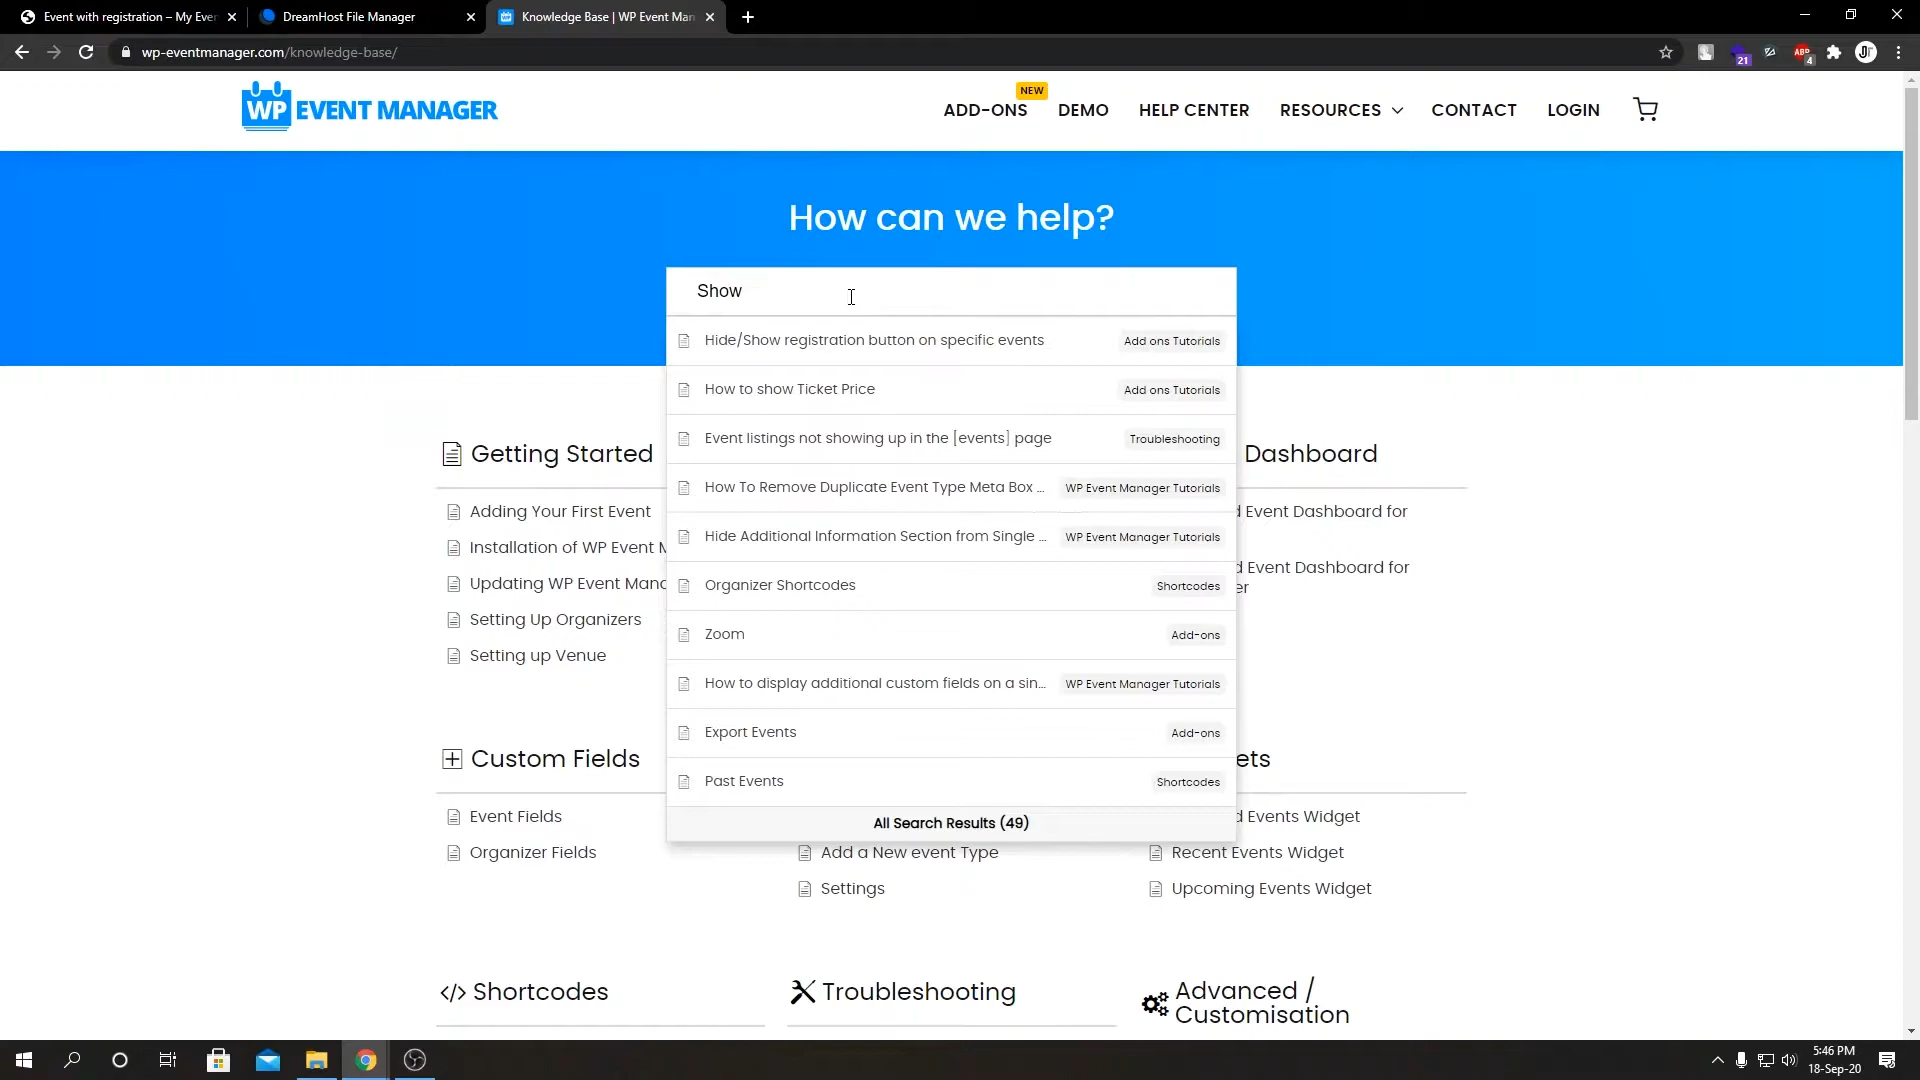 Event with registration – My Ever
DreamHost File Manager
Knowledge Base | WP Event Man
wp-eventmanager.com/knowledge-base/
21
ABP
4
WP EVENT MANAGER
NEW
ADD-ONS
DEMO
HELP CENTER
RESOURCES
CONTACT
LOGIN
How can we help?
Show
Hide/Show registration button on specific events
Add ons Tutorials
How to show Ticket Price
Add ons Tutorials
Event listings not showing up in the [events] page
Troubleshooting
How To Remove Duplicate Event Type Meta Box ...
WP Event Manager Tutorials
Hide Additional Information Section from Single ...
WP Event Manager Tutorials
Organizer Shortcodes
Shortcodes
Zoom
Add-ons
How to display additional custom fields on a sin...
WP Event Manager Tutorials
Export Events
Add-ons
Past Events
Shortcodes
All Search Results (49)
Getting Started
Adding Your First Event
Installation of WP Event M
Updating WP Event Mana
Setting Up Organizers
Setting up Venue
Dashboard
d Event Dashboard for
d Event Dashboard for
er
Custom Fields
Event Fields
Organizer Fields
Add a New event Type
Settings
ets
d Events Widget
Recent Events Widget
Upcoming Events Widget
Shortcodes
Troubleshooting
Advanced /
Customisation
5:46 PM
18-Sep-20